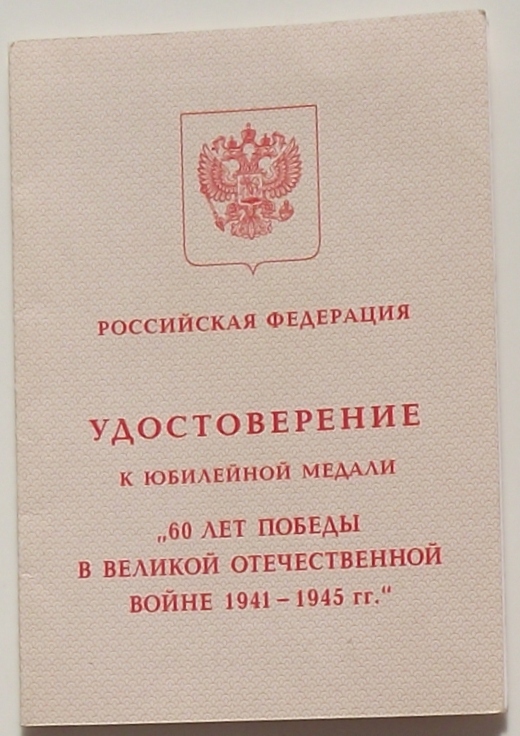 РОССИЙСКАЯ ФЕДЕРАЦИЯ
УДОСТОВЕРЕНИЕ
К ЮБИЛЕЙНОЙ МЕДАЛИ
„60 ЛЕТ ПОБЕДЫ
В ВЕЛИКОЙ ОТЕЧЕСТВЕННОЙ
ВОЙНЕ 1941 – 1945 гг.“